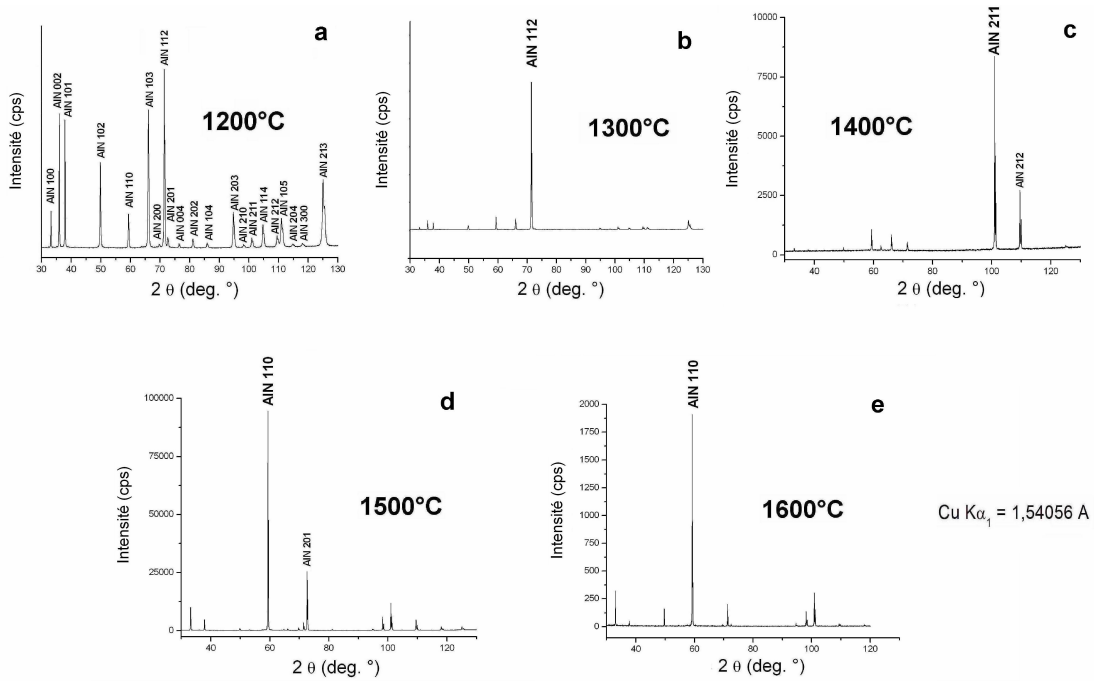 a
1200°C
Intensité (cps)
AlN 100
AlN 002
AlN 101
AlN 102
AlN 110
AlN 103
AlN 200
AlN 112
AlN 201
AlN 004
AlN 202
AlN 104
AlN 203
AlN 210
AlN 211
AlN 114
AlN 212
AlN 105
AlN 204
AlN 300
AlN 213
30 40 50 60 70 80 90 100 110 120 130
2 θ (deg. °)
b
1300°C
Intensité (cps)
AlN 112
30 40 50 60 70 80 90 100 110 120 130
2 θ (deg. °)
c
1400°C
Intensité (cps)
10000
7500
5000
2500
0
AlN 211
AlN 212
40 60 80 100 120
2 θ (deg. °)
d
1500°C
Intensité (cps)
100000
75000
50000
25000
0
AlN 110
AlN 201
40 60 80 100 120
2 θ (deg. °)
e
1600°C
Intensité (cps)
2000
1750
1500
1250
1000
750
500
250
0
AlN 110
40 60 80 100 120
2 θ (deg. °)
Cu Kα1 = 1,54056 A